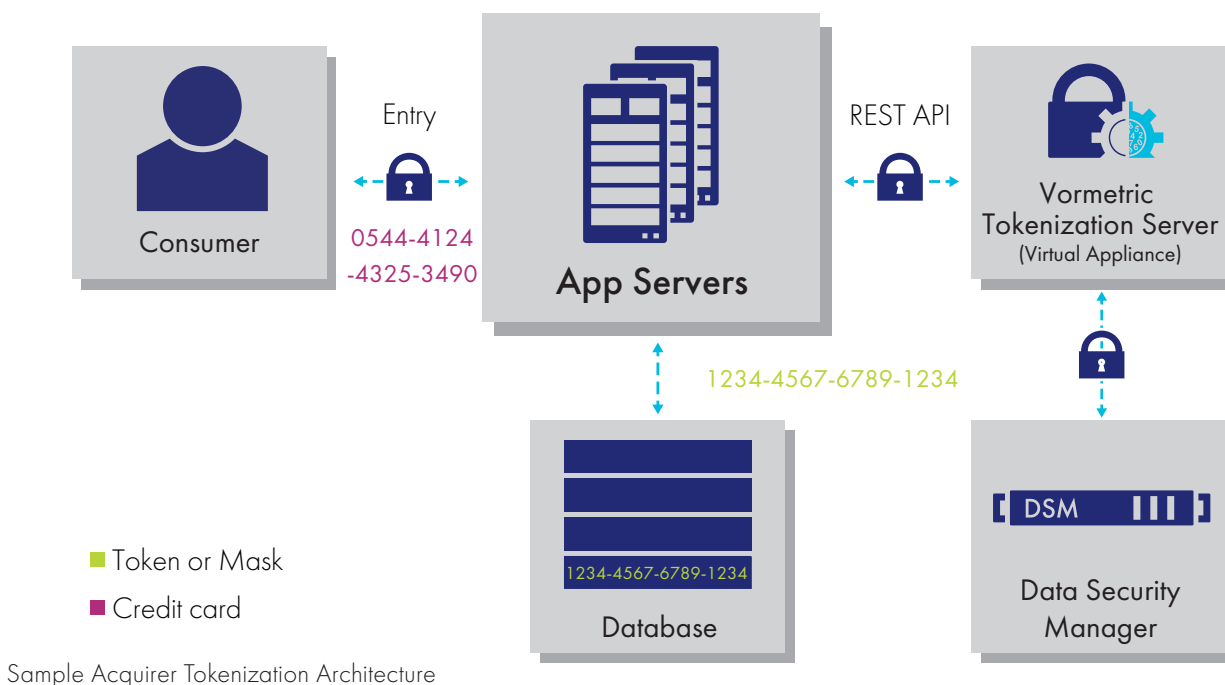 Consumer
Entry
0544-4124
-4325-3490
App Servers
REST API
Vormetric
Tokenization Server
(Virtual Appliance)
1234-4567-6789-1234
1234-4567-6789-1234
Database
DSM
Data Security
Manager
Token or Mask
Credit card
Sample Acquirer Tokenization Architecture